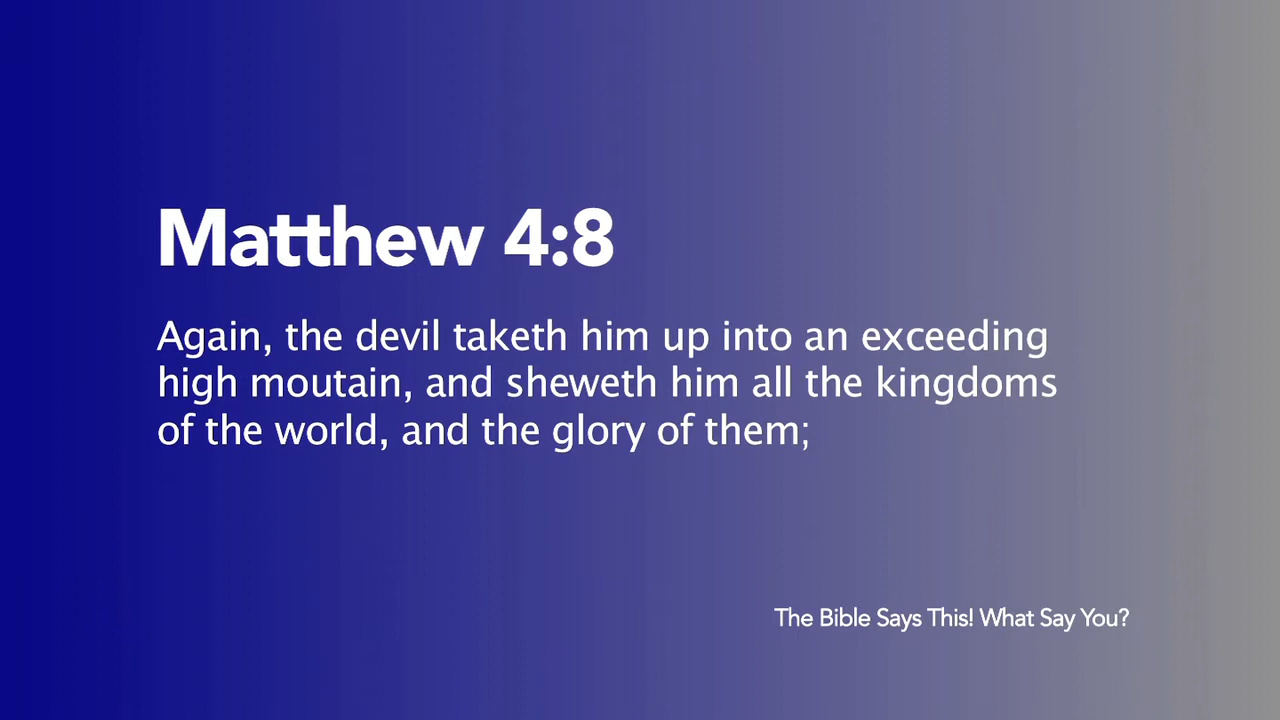 Matthew 4:8
Again, the devil taketh him up into an exceeding
high moutain, and sheweth him all the kingdoms
of the world, and the glory of them;
The Bible Says This! What Say You?